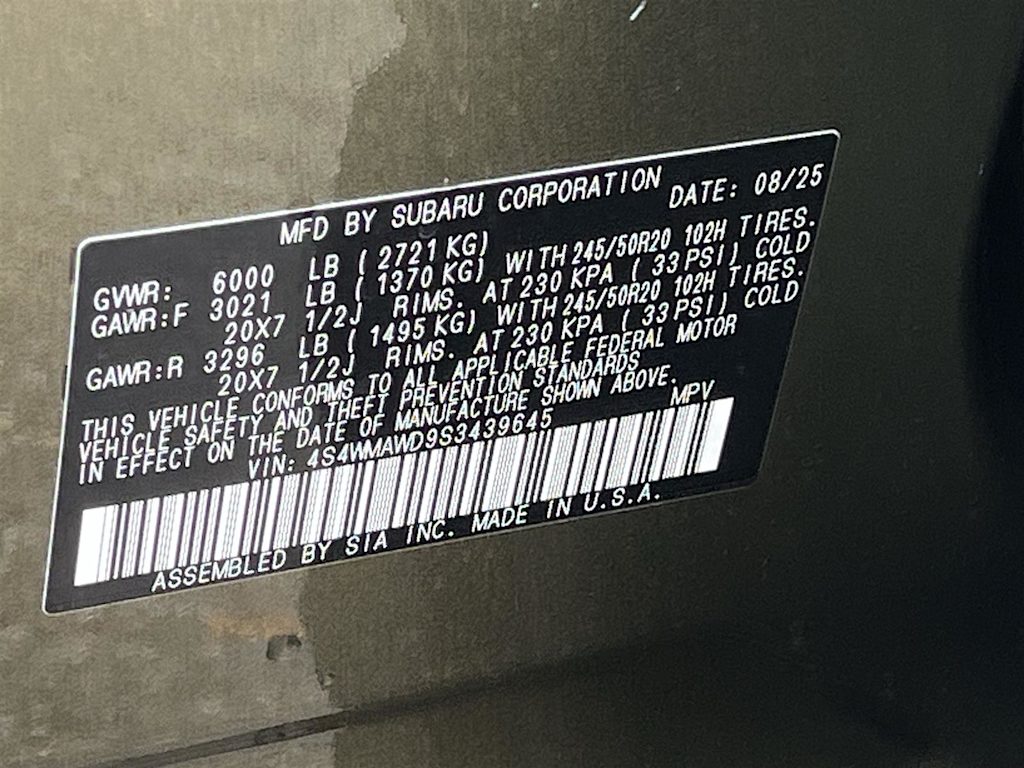 MFD BY SUBARU CORPORATION DATE: 08/25
GVWR: 6000 LB ( 2721 KG)
GAWR:F 3021 LB ( 1370 KG) WITH 245/50R20 102H TIRES.
20X7 1/2J RIMS. AT 230 KPA ( 33 PSI) COLD
GAWR:R 3296 LB ( 1495 KG) WITH 245/50R20 102H TIRES.
20X7 1/2J RIMS. AT 230 KPA ( 33 PSI) COLD
THIS VEHICLE CONFORMS TO ALL APPLICABLE FEDERAL MOTOR
VEHICLE SAFETY AND THEFT PREVENTION STANDARDS
IN EFFECT ON THE DATE OF MANUFACTURE SHOWN ABOVE.
VIN: 4S4WMAWD9S3439645 MPV
ASSEMBLED BY SIA INC. MADE IN U.S.A.